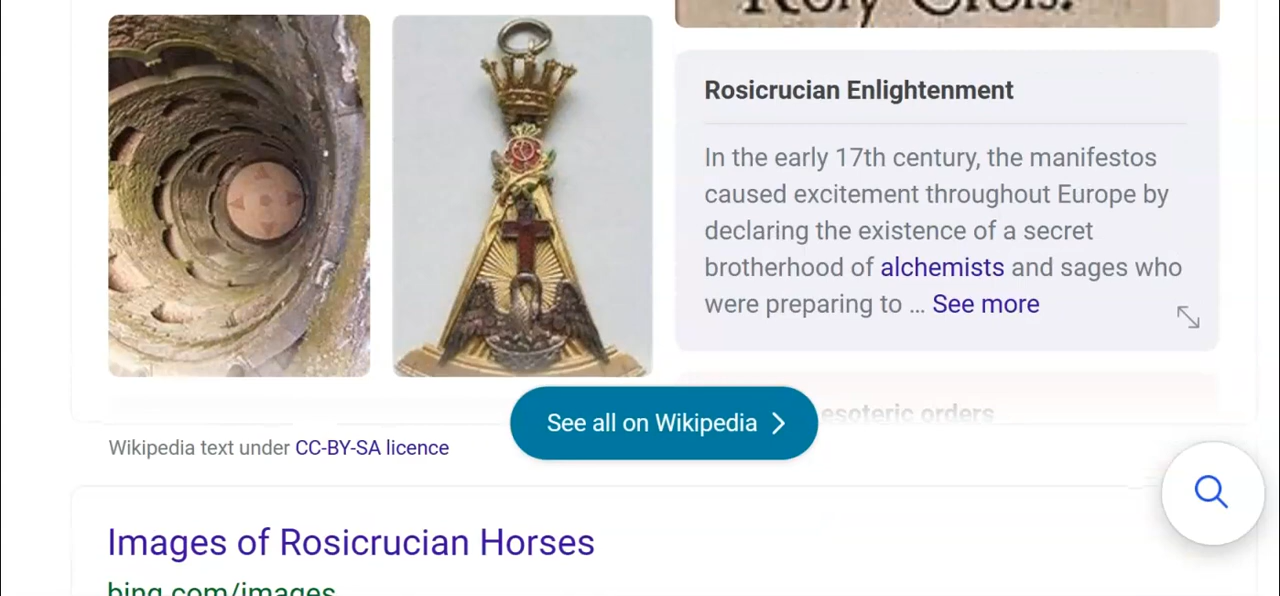 Holy Crois.
Rosicrucian Enlightenment
In the early 17th century, the manifestos
caused excitement throughout Europe by
declaring the existence of a secret
brotherhood of alchemists and sages who
were preparing to ... See more
See all on Wikipedia
esoteric orders
Wikipedia text under CC-BY-SA licence
Images of Rosicrucian Horses
bing.com/images